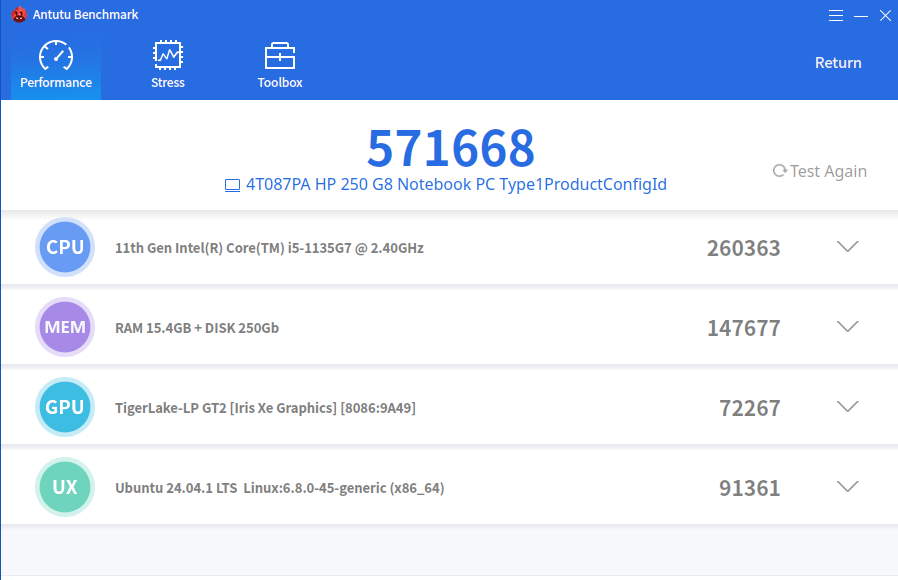 Antutu Benchmark
Performance
Stress
Toolbox
Return
571668
4T087PA HP 250 G8 Notebook PC Type1ProductConfigId
Test Again
CPU 11th Gen Intel(R) Core(TM) i5-1135G7 @ 2.40GHz 260363
MEM RAM 15.4GB + DISK 250Gb 147677
GPU TigerLake-LP GT2 [Iris Xe Graphics] [8086:9A49] 72267
UX Ubuntu 24.04.1 LTS  Linux:6.8.0-45-generic (x86_64) 91361